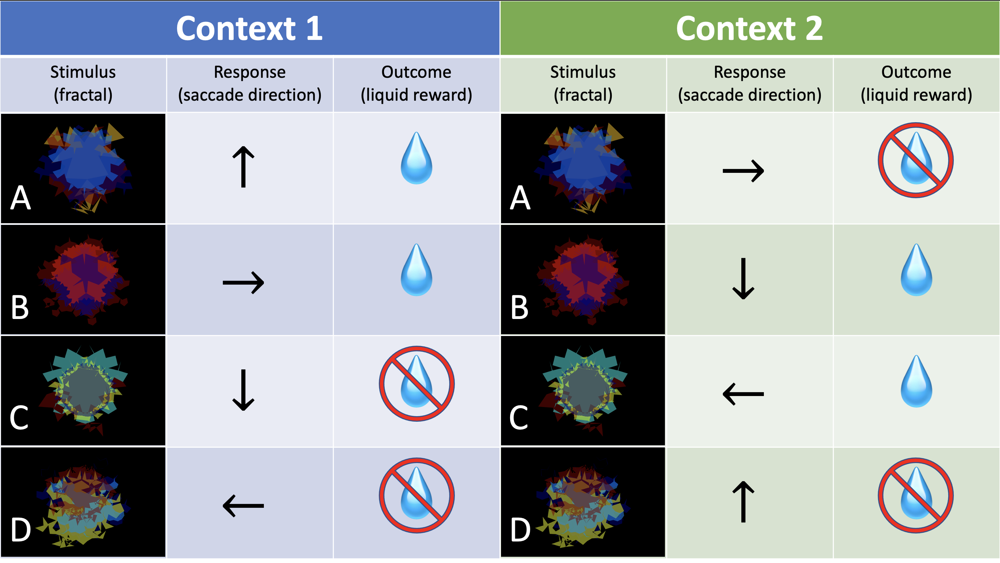 Context 1
Context 2
Stimulus
(fractal)
Response
(saccade direction)
Outcome
(liquid reward)
Stimulus
(fractal)
Response
(saccade direction)
Outcome
(liquid reward)
A
A
B
B
C
C
D
D